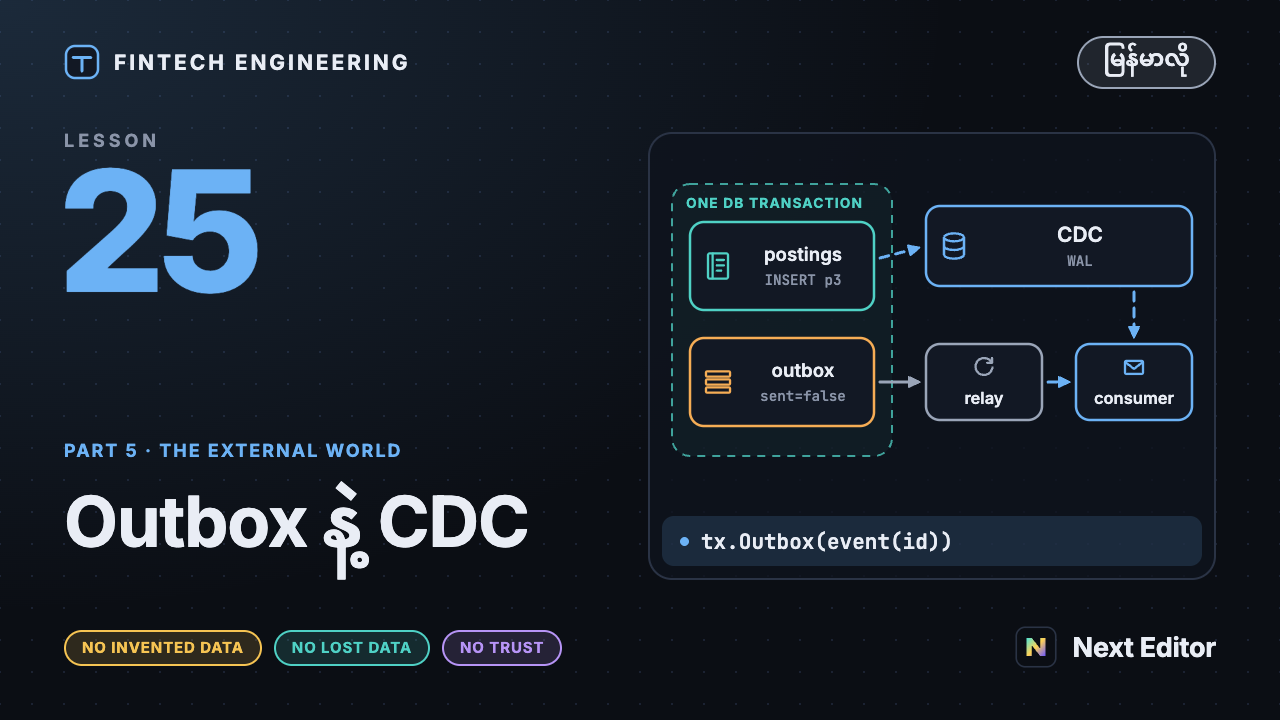 FINTECH ENGINEERING
မြန်မာလို
LESSON
25
PART 5 · THE EXTERNAL WORLD
Outbox နဲ့ CDC
NO INVENTED DATA
NO LOST DATA
NO TRUST
ONE DB TRANSACTION
postings
INSERT p3
outbox
sent=false
CDC
WAL
relay
consumer
tx.Outbox(event(id))
Next Editor